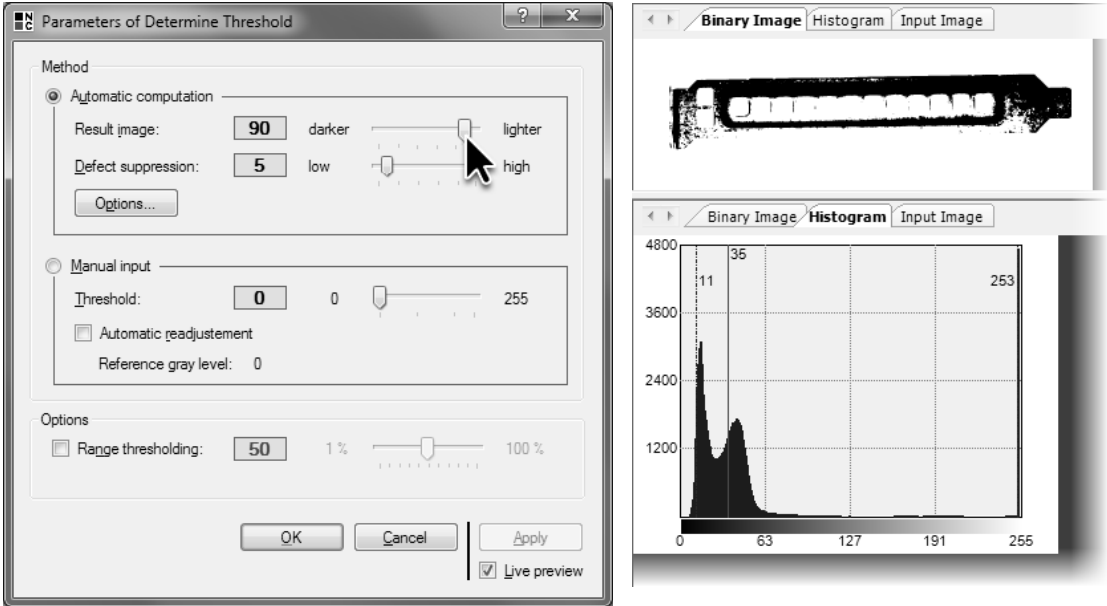 NC Parameters of Determine Threshold ? x
Method
Automatic computation
Result image: 90 darker lighter
Defect suppression: 5 low high
Options...
Manual input
Threshold: 0 0 255
Automatic readjustement
Reference gray level: 0
Options
Range thresholding: 50 1 % 100 %
OK Cancel Apply
Live preview
Binary Image Histogram Input Image
Binary Image Histogram Input Image
4800
35
11 253
3600
2400
1200
0 63 127 191 255